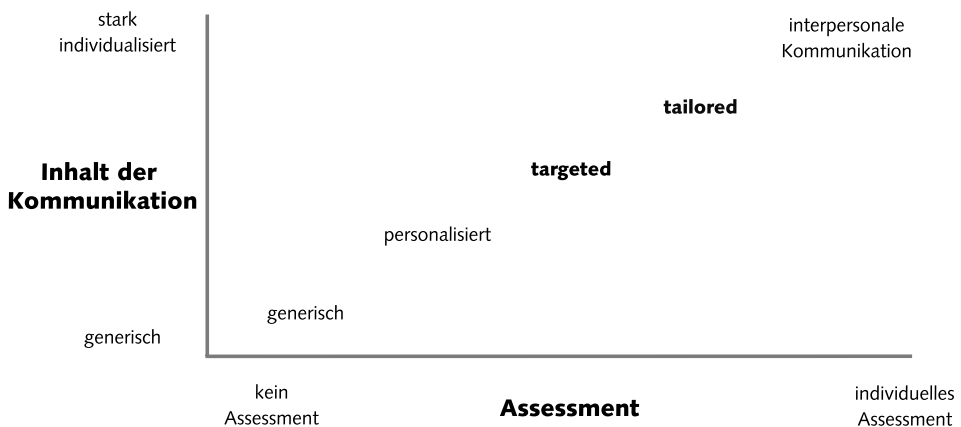 stark
individualisiert
interpersonale
Kommunikation
tailored
Inhalt der
Kommunikation
targeted
personalisiert
generisch
generisch
kein
Assessment
Assessment
individuelles
Assessment